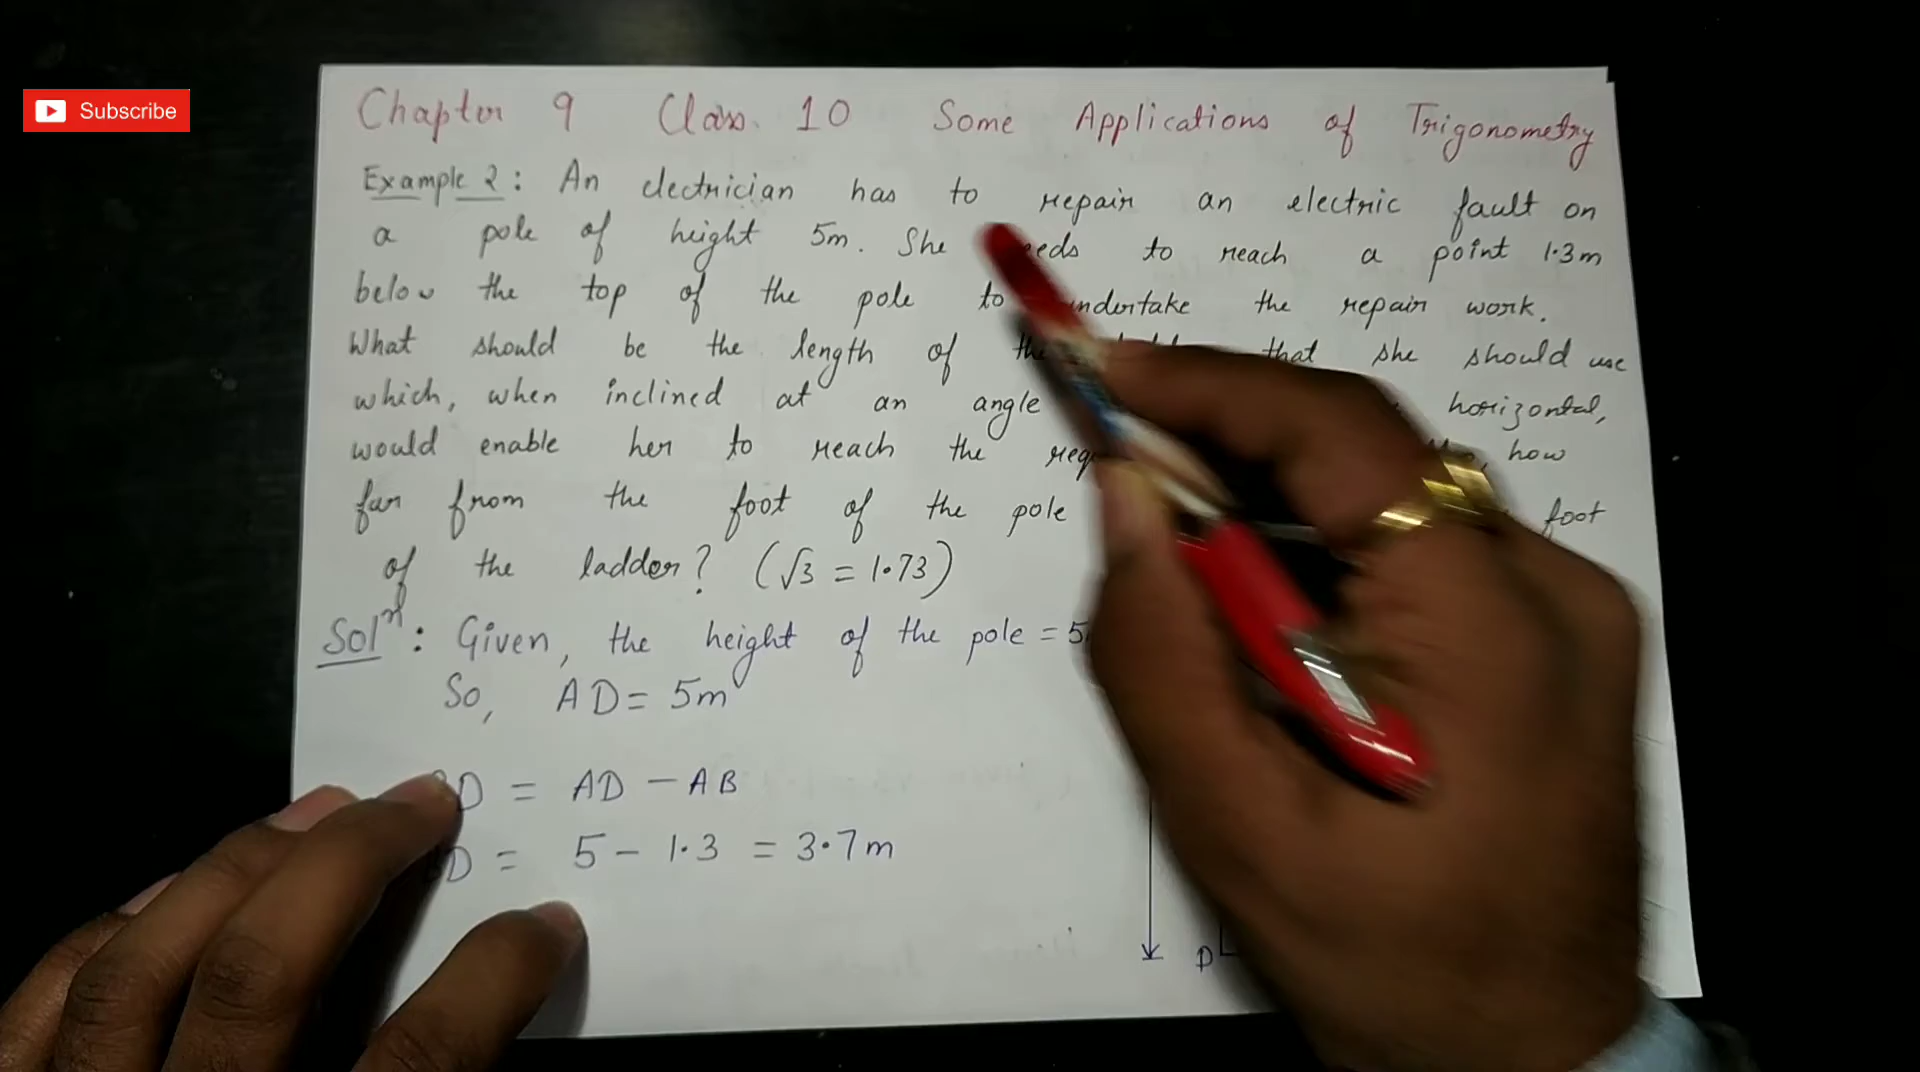 Subscribe
Chapter 9 Class 10 Some Applications of Trigonometry
Example 2: An electrician has to repair an electric fault on
a pole of height 5m. She to reach a point 1.3m
below the top of the pole to undertake the repair work.
What should be the length of that she should use
which, when inclined at an angle horizontal,
would enable her to reach the how
far from the foot of the pole foot
of the ladder? (√3 = 1.73)
Solⁿ: Given, the height of the pole = 5
So, AD = 5m
D = AD - AB
BD = 5 - 1.3 = 3.7m
D